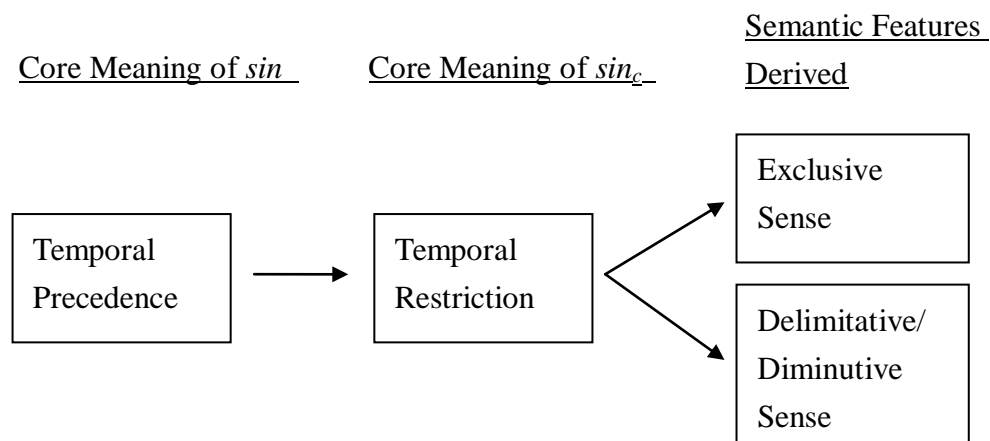 Core Meaning of sin
Core Meaning of sin_c
Semantic Features
Derived
Temporal
Precedence
Temporal
Restriction
Exclusive
Sense
Delimitative/
Diminutive
Sense